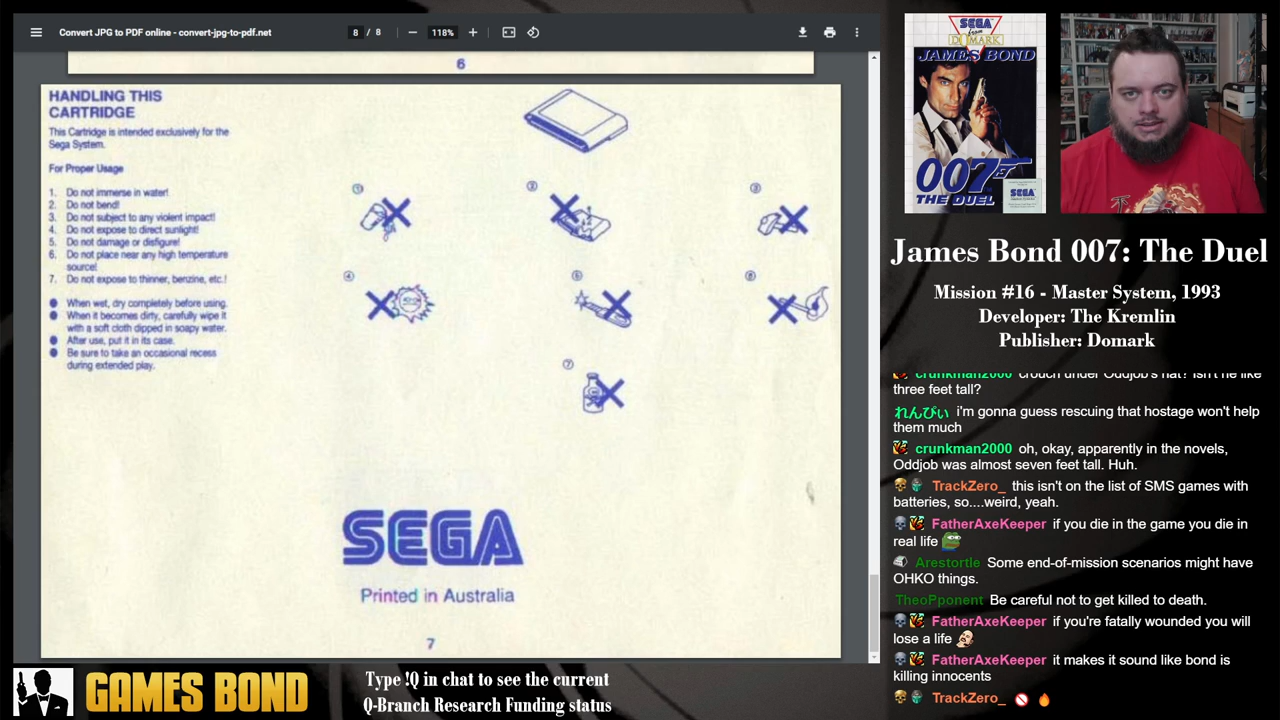 Convert JPG to PDF online - convert-jpg-to-pdf.net
8 / 8
118%
6
HANDLING THIS
CARTRIDGE
This Cartridge is intended exclusively for the
Sega System.
For Proper Usage
1. Do not immerse in water!
2. Do not bend!
3. Do not subject to any violent impact!
4. Do not expose to direct sunlight!
5. Do not damage or disfigure!
6. Do not place near any high temperature
source!
7. Do not expose to thinner, benzine, etc.!
When wet, dry completely before using.
When it becomes dirty, carefully wipe it
with a soft cloth dipped in soapy water.
After use, put it in its case.
Be sure to take an occasional recess
during extended play.
SEGA
Printed in Australia
7
GAMES BOND
Type !Q in chat to see the current
Q-Branch Research Funding status
SEGA
from
DOMARK
JAMES BOND
007
THE DUEL
SEGA
James Bond 007: The Duel
Mission #16 - Master System, 1993
Developer: The Kremlin
Publisher: Domark
crunkman2000 crouch under Oddjob's hat? Isn't he like
three feet tall?
れんぴぃ i'm gonna guess rescuing that hostage won't help
them much
crunkman2000 oh, okay, apparently in the novels,
Oddjob was almost seven feet tall. Huh.
TrackZero_ this isn't on the list of SMS games with
batteries, so....weird, yeah.
FatherAxeKeeper if you die in the game you die in
real life
Arestortle Some end-of-mission scenarios might have
OHKO things.
TheoPponent Be careful not to get killed to death.
FatherAxeKeeper if you're fatally wounded you will
lose a life
FatherAxeKeeper it makes it sound like bond is
killing innocents
TrackZero_